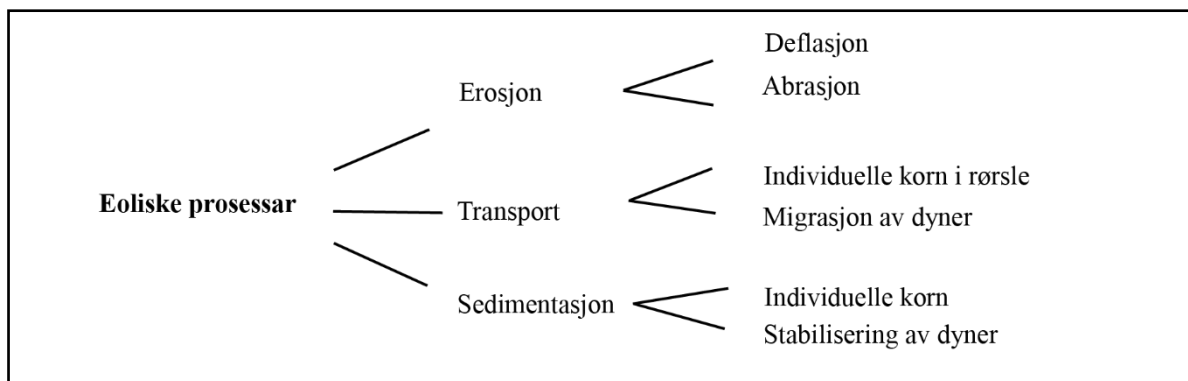 Eoliske prosessar
Erosjon
Deflasjon
Abrasjon
Transport
Individuelle korn i rørsle
Migrasjon av dyner
Sedimentasjon
Individuelle korn
Stabilisering av dyner